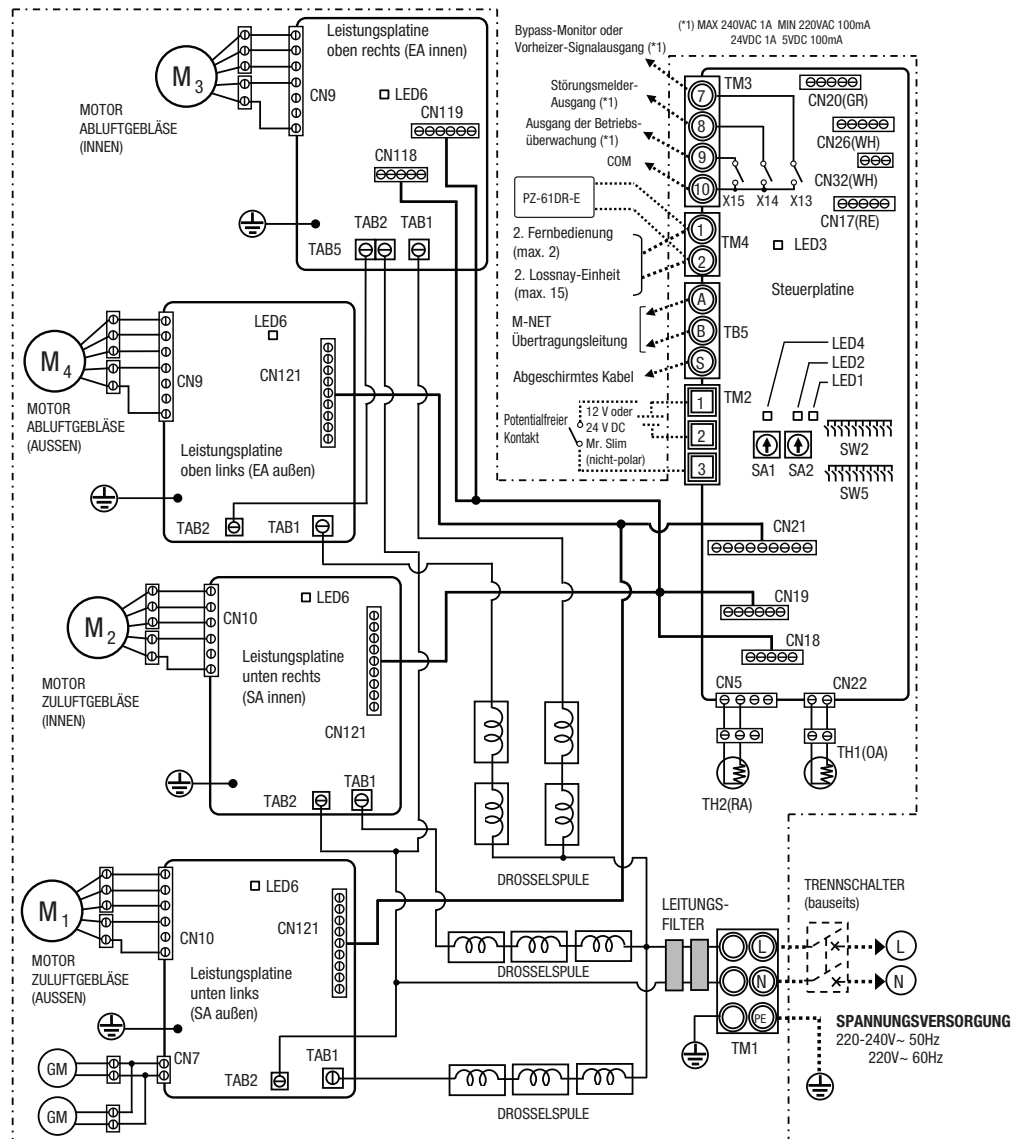 Leistungsplatine
oben rechts (EA innen)
M3
MOTOR
ABLUFTGEBLÄSE
(INNEN)
CN9
LED6
CN119
CN118
TAB5
TAB2
TAB1
Bypass-Monitor oder
Vorheizer-Signalausgang (*1)
(*1) MAX 240VAC 1A MIN 220VAC 100mA
24VDC 1A 5VDC 100mA
Störungsmelder-
Ausgang (*1)
Ausgang der Betriebs-
überwachung (*1)
COM
PZ-61DR-E
2. Fernbedienung
(max. 2)
2. Lossnay-Einheit
(max. 15)
M-NET
Übertragungsleitung
Abgeschirmtes Kabel
Potentialfreier
Kontakt
12 V oder
24 V DC
Mr. Slim
(nicht-polar)
7
8
9
10
TM3
X15
X14
X13
CN20(GR)
CN26(WH)
CN32(WH)
CN17(RE)
1
2
TM4
LED3
Steuerplatine
A
B
S
TB5
LED4
LED2
LED1
TM2
1
2
3
SA1
SA2
SW2
SW5
CN21
CN19
CN18
CN5
CN22
TH1(OA)
TH2(RA)
LED6
M4
MOTOR
ABLUFTGEBLÄSE
(AUSSEN)
CN9
CN121
Leistungsplatine
oben links (EA außen)
TAB2
TAB1
M2
MOTOR
ZULUFTGEBLÄSE
(INNEN)
LED6
CN10
Leistungsplatine
unten rechts
(SA innen)
CN121
TAB2
TAB1
DROSSELSPULE
M1
MOTOR
ZULUFTGEBLÄSE
(AUSSEN)
LED6
CN121
CN10
Leistungsplatine
unten links
(SA außen)
CN7
GM
GM
TAB2
TAB1
DROSSELSPULE
DROSSELSPULE
LEITUNGS-
FILTER
TRENNSCHALTER
(bauseits)
L
N
PE
TM1
L
N
SPANNUNGSVERSORGUNG
220-240V~ 50Hz
220V~ 60Hz